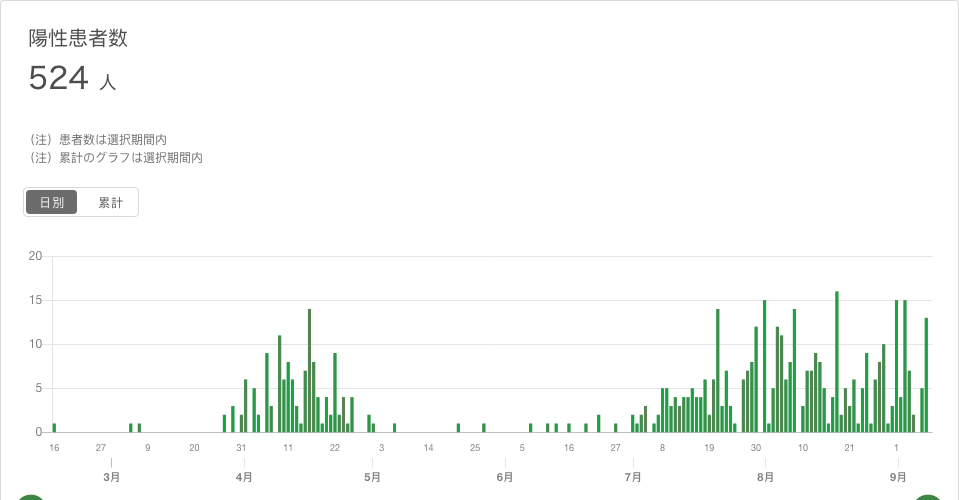 陽性患者数
524 人
（注）患者数は選択期間内
（注）累計のグラフは選択期間内
日別 累計
20
15
10
5
0
16 27 9 20 31 11 22 3 14 25 5 16 27 8 19 30 10 21 1
3月 4月 5月 6月 7月 8月 9月